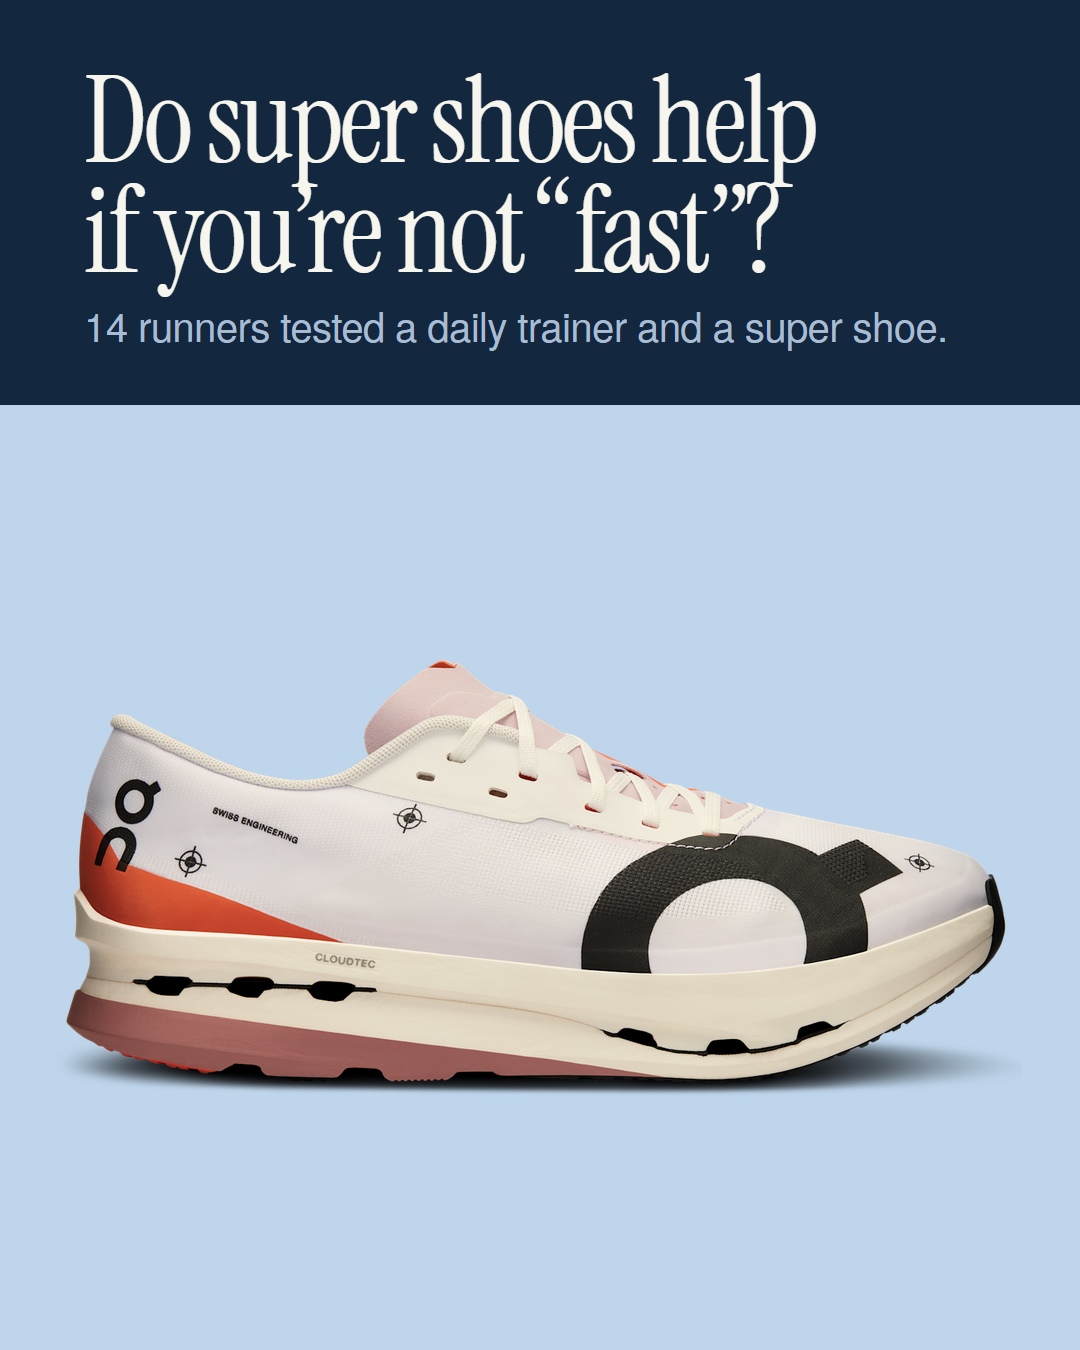 Do super shoes help
if you’re not “fast”?
14 runners tested a daily trainer and a super shoe.
On
SWISS ENGINEERING
CLOUDTEC